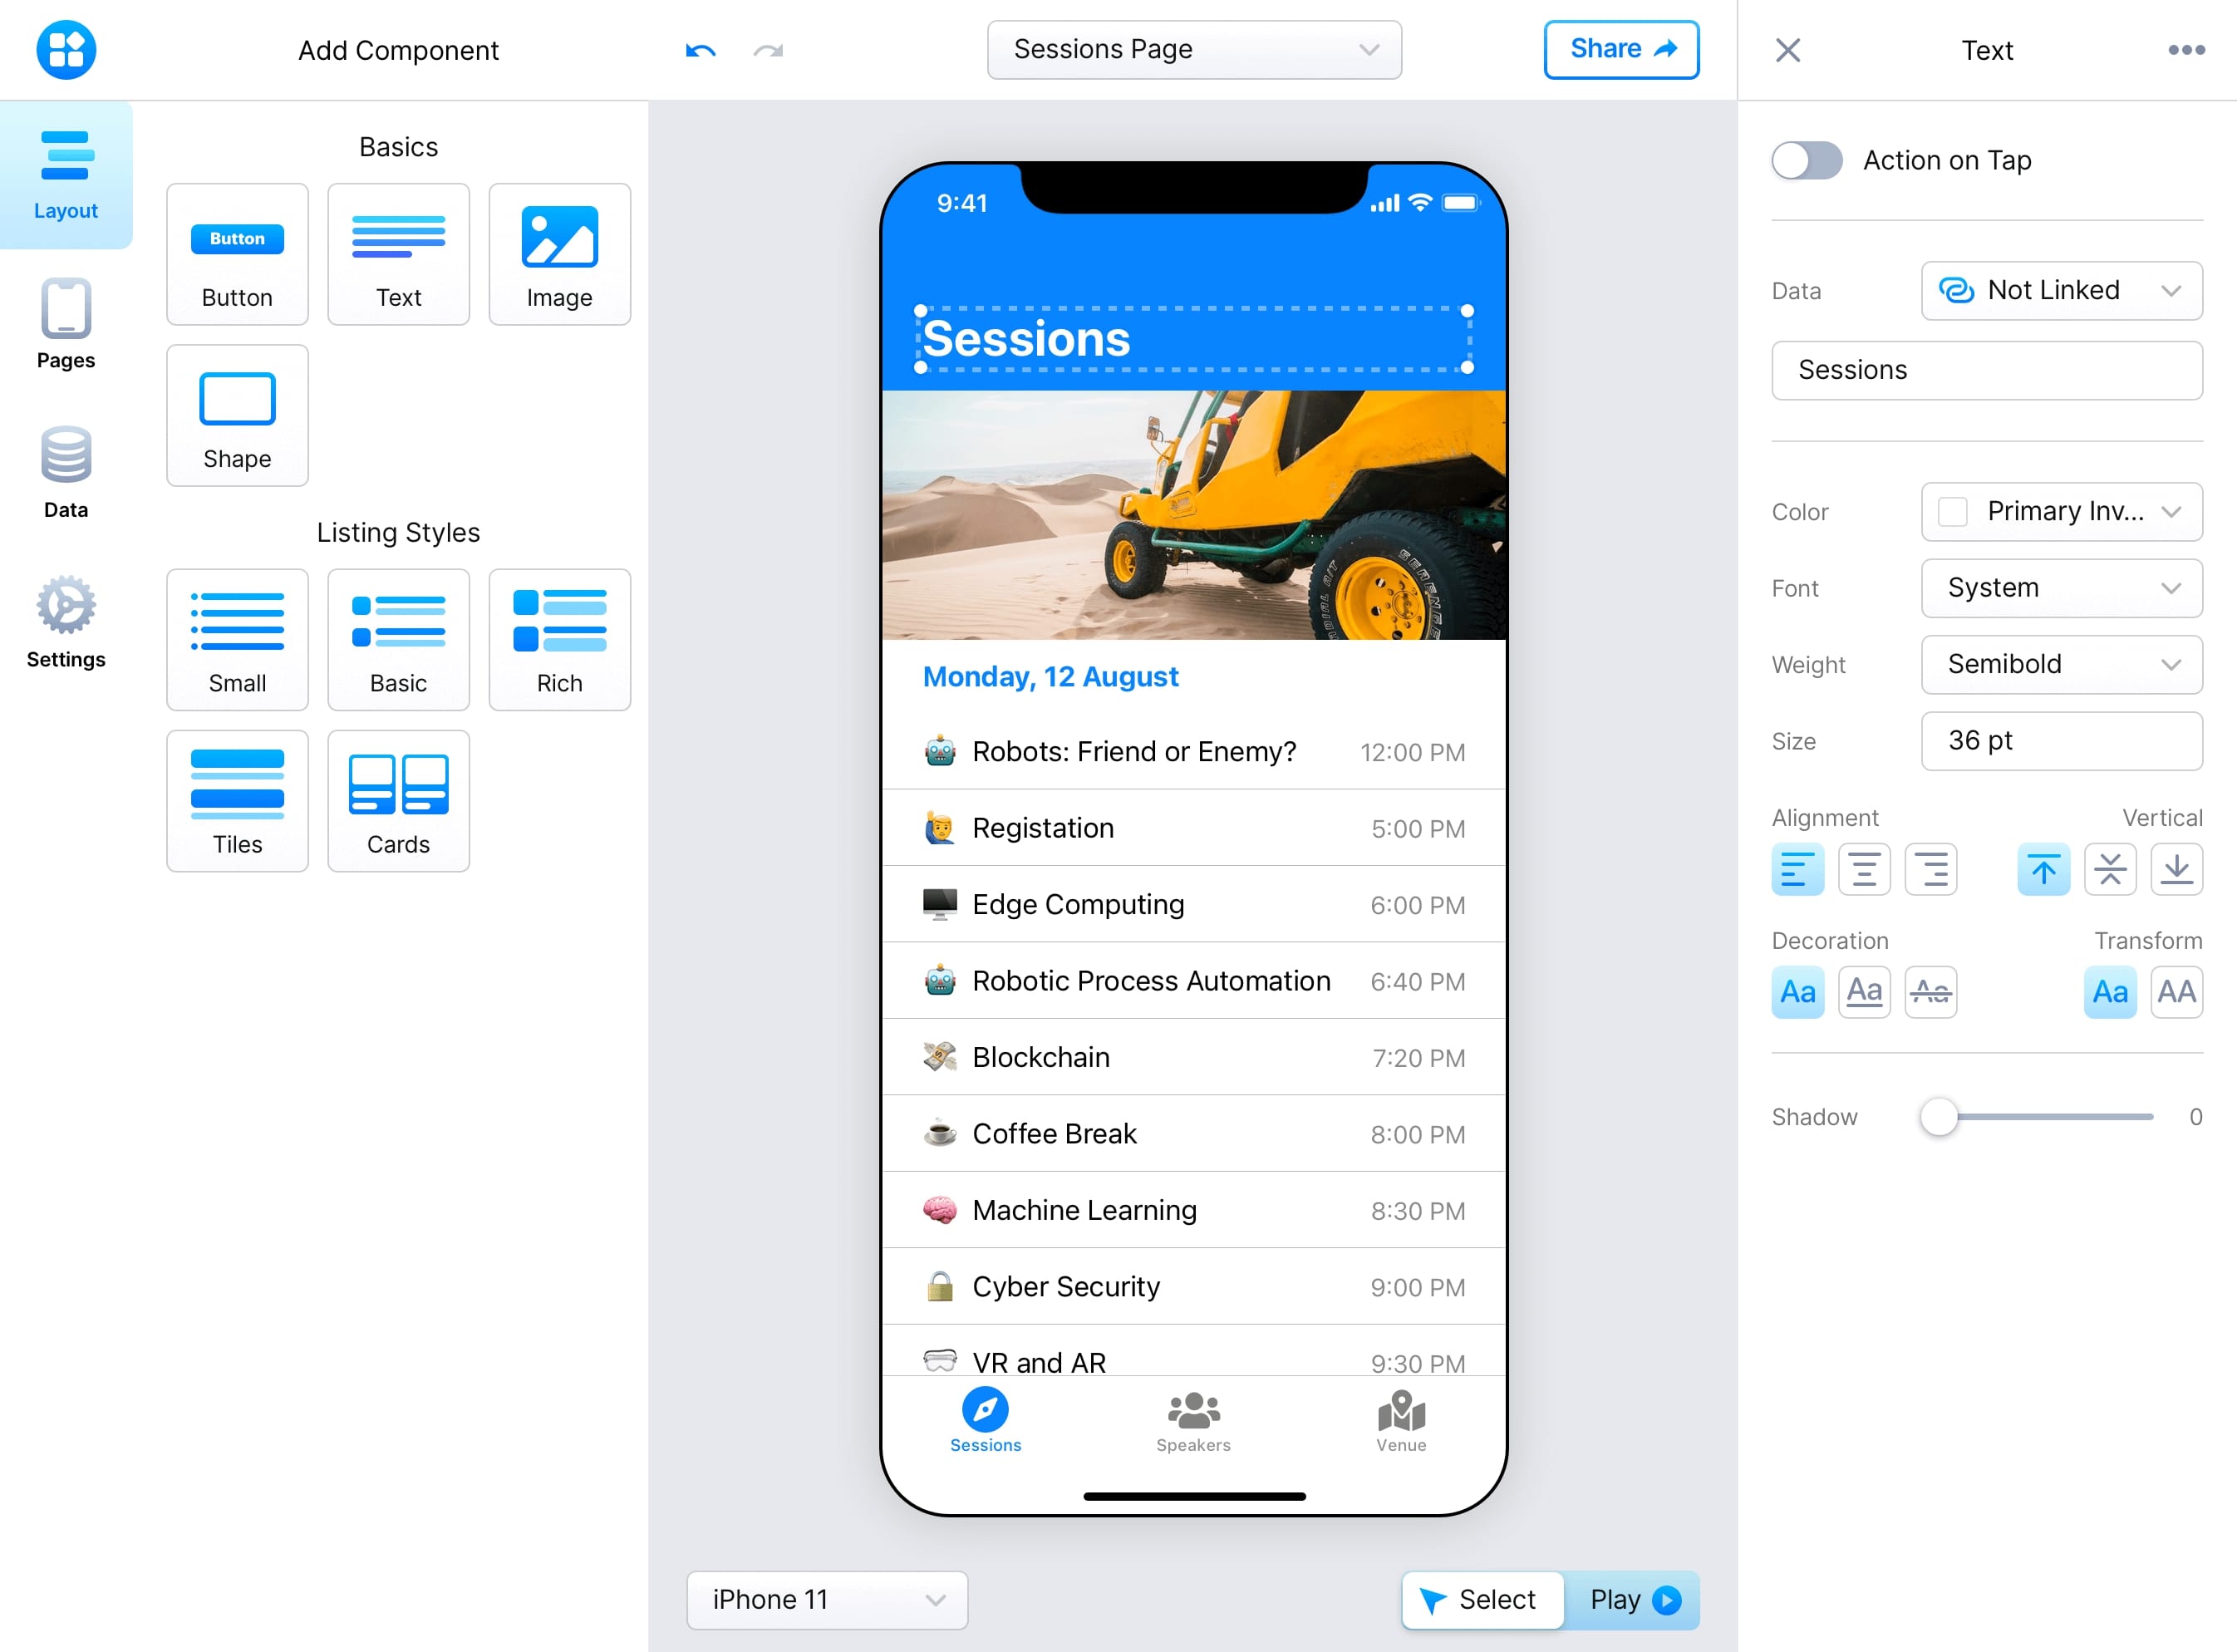 Add Component
Sessions Page
Share
Text
Layout
Pages
Data
Settings
Basics
Button
Button
Text
Image
Shape
Listing Styles
Small
Basic
Rich
Tiles
Cards
9:41
Sessions
Monday, 12 August
Robots: Friend or Enemy? 12:00 PM
Registation 5:00 PM
Edge Computing 6:00 PM
Robotic Process Automation 6:40 PM
Blockchain 7:20 PM
Coffee Break 8:00 PM
Machine Learning 8:30 PM
Cyber Security 9:00 PM
VR and AR 9:30 PM
Sessions
Speakers
Venue
iPhone 11
Select
Play
Action on Tap
Data Not Linked
Sessions
Color Primary Inv...
Font System
Weight Semibold
Size 36 pt
Alignment Vertical
Decoration Transform
Aa Aa Aa Aa AA
Shadow 0